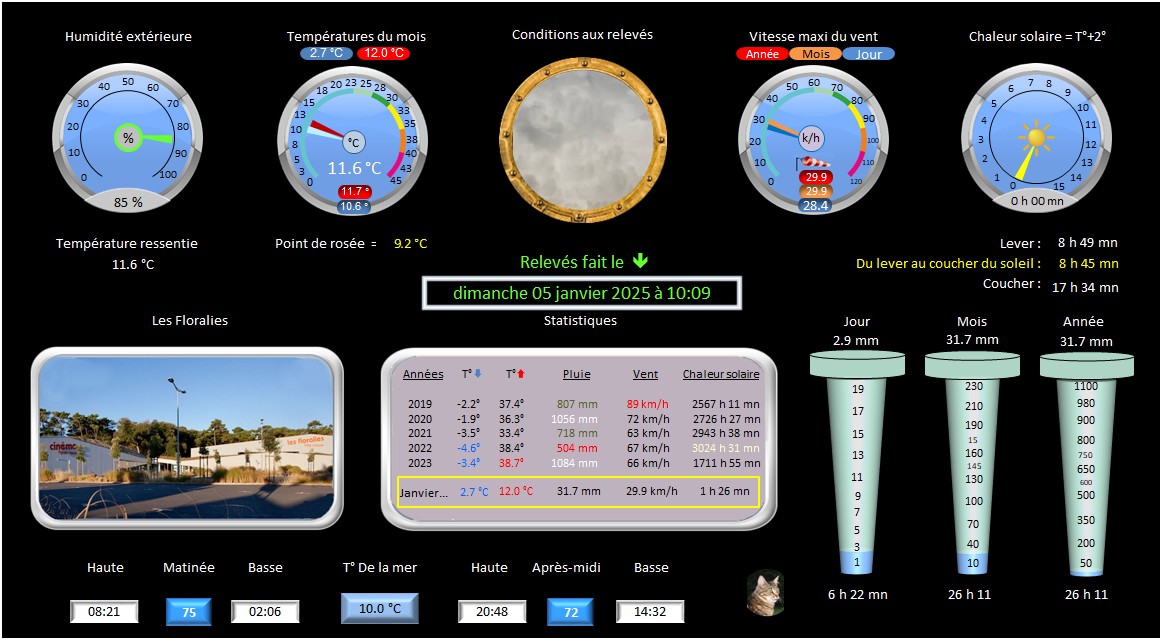 Humidité extérieure
Températures du mois
2.7 °C 12.0 °C
Conditions aux relevés
Vitesse maxi du vent
Année Mois Jour
Chaleur solaire = T°+2°
0 10 20 30 40 50 60 70 80 90 100
%
85 %
0 3 5 8 10 13 15 18 20 23 25 28 30 33 35 38 40 43 45
°C
11.6 °C
11.7 °
10.6 °
0 10 20 30 40 50 60 70 80 90 100 110 120
k/h
29.9
29.9
28.4
0 1 2 3 4 5 6 7 8 9 10 11 12 13 14 15
0 h 00 mn
Température ressentie
11.6 °C
Point de rosée = 9.2 °C
Relevés fait le
dimanche 05 janvier 2025 à 10:09
Lever : 8 h 49 mn
Du lever au coucher du soleil : 8 h 45 mn
Coucher : 17 h 34 mn
Les Floralies
cinéma
les floralies
Statistiques
Années T° T° Pluie Vent Chaleur solaire
2019 -2.2° 37.4° 807 mm 89 km/h 2567 h 11 mn
2020 -1.9° 36.3° 1056 mm 72 km/h 2726 h 27 mn
2021 -3.5° 33.4° 718 mm 63 km/h 2943 h 38 mn
2022 -4.6° 38.4° 504 mm 67 km/h 3024 h 31 mn
2023 -3.4° 38.7° 1084 mm 66 km/h 1711 h 55 mn
Janvier... 2.7 °C 12.0 °C 31.7 mm 29.9 km/h 1 h 26 mn
Jour
2.9 mm
19
17
15
13
11
9
7
5
3
1
6 h 22 mn
Mois
31.7 mm
230
210
190
15
160
145
130
100
70
40
10
26 h 11
Année
31.7 mm
1100
980
900
800
750
650
600
500
350
200
50
26 h 11
Haute Matinée Basse
08:21 75 02:06
T° De la mer
10.0 °C
Haute Après-midi Basse
20:48 72 14:32